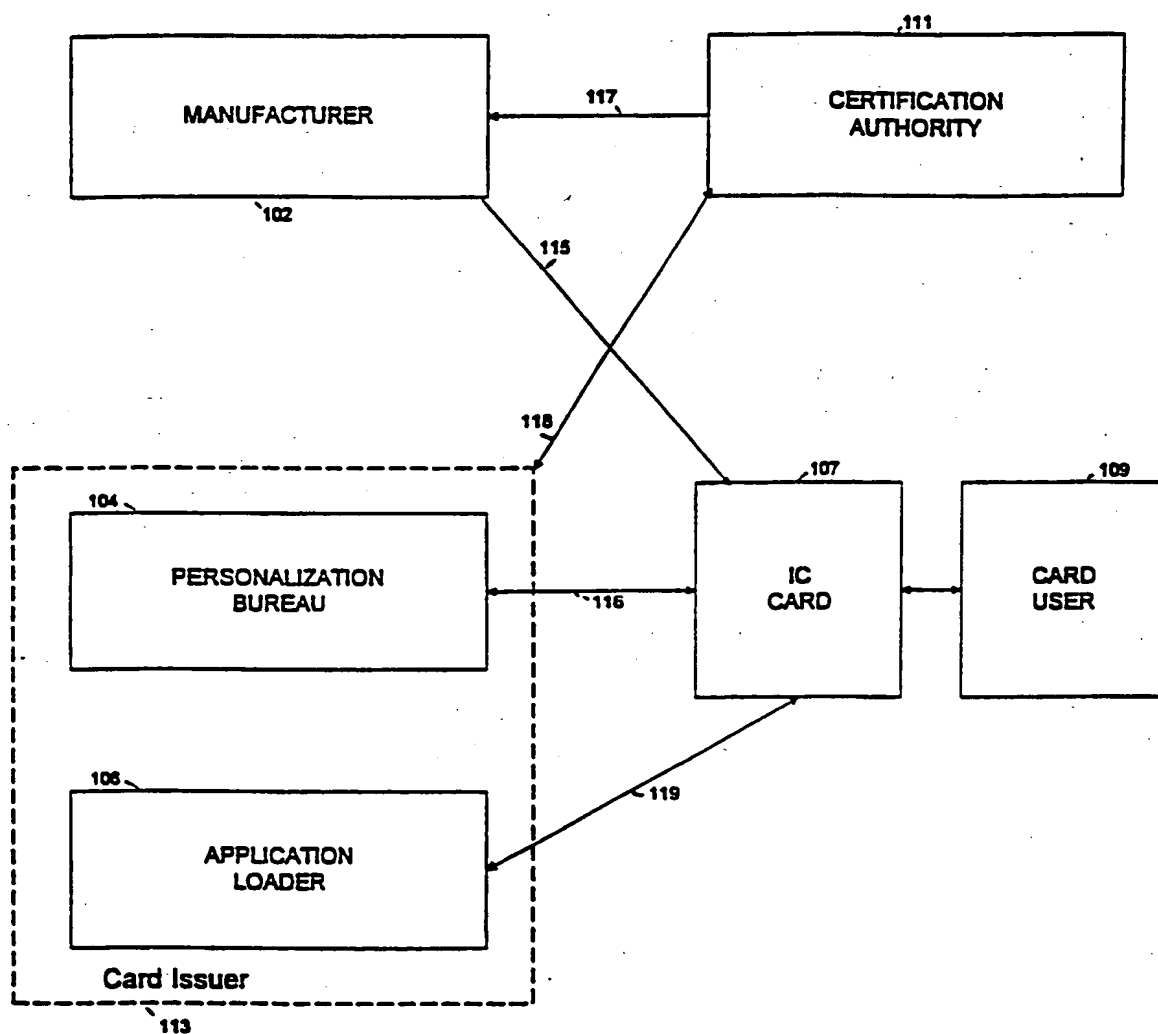 111
MANUFACTURER
117
CERTIFICATION
AUTHORITY
102
115
118
107
109
104
PERSONALIZATION
BUREAU
116
IC
CARD
CARD
USER
106
119
APPLICATION
LOADER
Card Issuer
113